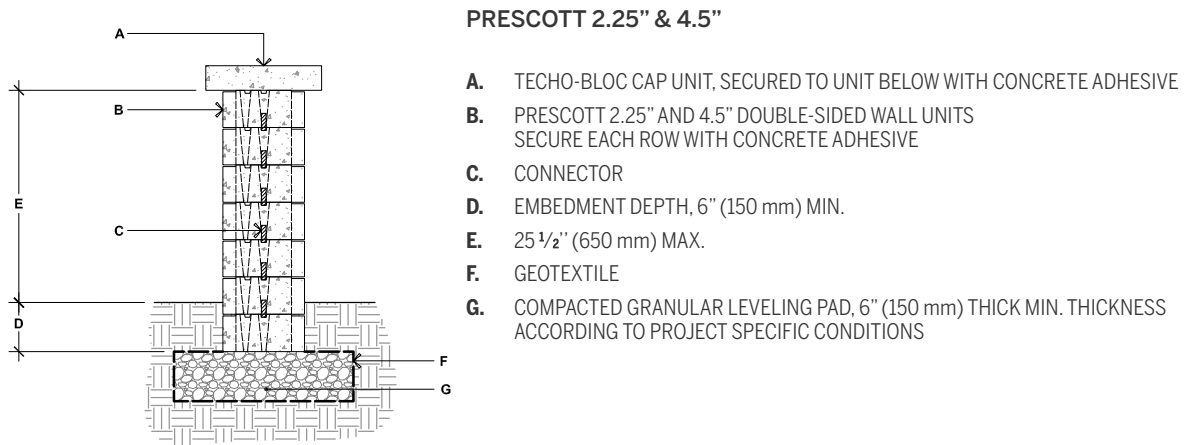 PRESCOTT 2.25” & 4.5”
A. TECHO-BLOC CAP UNIT, SECURED TO UNIT BELOW WITH CONCRETE ADHESIVE
B. PRESCOTT 2.25” AND 4.5” DOUBLE-SIDED WALL UNITS
SECURE EACH ROW WITH CONCRETE ADHESIVE
C. CONNECTOR
D. EMBEDMENT DEPTH, 6” (150 mm) MIN.
E. 25 1/2'' (650 mm) MAX.
F. GEOTEXTILE
G. COMPACTED GRANULAR LEVELING PAD, 6” (150 mm) THICK MIN. THICKNESS
ACCORDING TO PROJECT SPECIFIC CONDITIONS
A
B
E
C
D
F
G